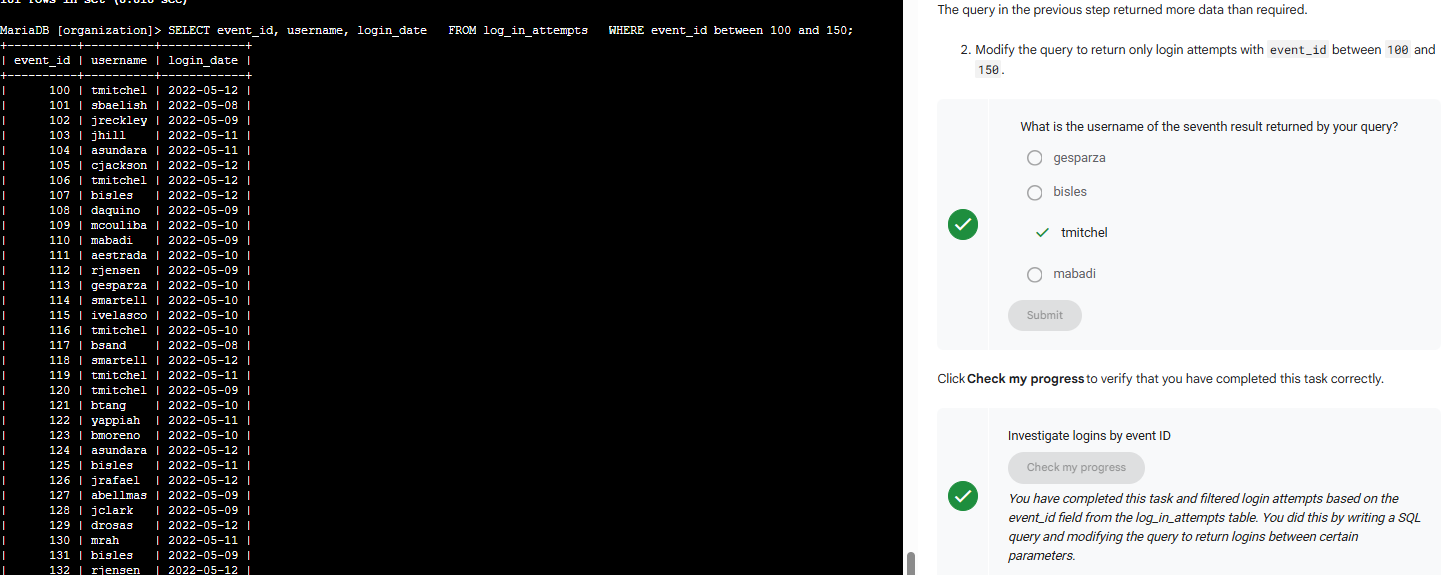 MariaDB [organization]> SELECT event_id, username, login_date   FROM log_in_attempts   WHERE event_id between 100 and 150;
+----------+-----------+------------+
| event_id | username  | login_date |
+----------+-----------+------------+
|      100 | tmitchel  | 2022-05-12 |
|      101 | sbaelish  | 2022-05-08 |
|      102 | jreckley  | 2022-05-09 |
|      103 | jhill     | 2022-05-11 |
|      104 | asundara  | 2022-05-11 |
|      105 | cjackson  | 2022-05-12 |
|      106 | tmitchel  | 2022-05-12 |
|      107 | bisles    | 2022-05-12 |
|      108 | daquino   | 2022-05-09 |
|      109 | mcouliba  | 2022-05-10 |
|      110 | mabadi    | 2022-05-09 |
|      111 | aestrada  | 2022-05-10 |
|      112 | rjensen   | 2022-05-09 |
|      113 | gesparza  | 2022-05-10 |
|      114 | smartell  | 2022-05-10 |
|      115 | ivelasco  | 2022-05-10 |
|      116 | tmitchel  | 2022-05-10 |
|      117 | bsand     | 2022-05-08 |
|      118 | smartell  | 2022-05-12 |
|      119 | tmitchel  | 2022-05-11 |
|      120 | tmitchel  | 2022-05-09 |
|      121 | btang     | 2022-05-10 |
|      122 | yappiah   | 2022-05-11 |
|      123 | bmoreno   | 2022-05-10 |
|      124 | asundara  | 2022-05-12 |
|      125 | bisles    | 2022-05-11 |
|      126 | jrafael   | 2022-05-12 |
|      127 | abellmas  | 2022-05-09 |
|      128 | jclark    | 2022-05-09 |
|      129 | drosas    | 2022-05-12 |
|      130 | mrah      | 2022-05-11 |
|      131 | bisles    | 2022-05-09 |
|      132 | rjensen   | 2022-05-12 |
The query in the previous step returned more data than required.
2. Modify the query to return only login attempts with event_id between 100 and
150.
What is the username of the seventh result returned by your query?
gesparza
bisles
tmitchel
mabadi
Submit
Click Check my progress to verify that you have completed this task correctly.
Investigate logins by event ID
Check my progress
You have completed this task and filtered login attempts based on the
event_id field from the log_in_attempts table. You did this by writing a SQL
query and modifying the query to return logins between certain
parameters.